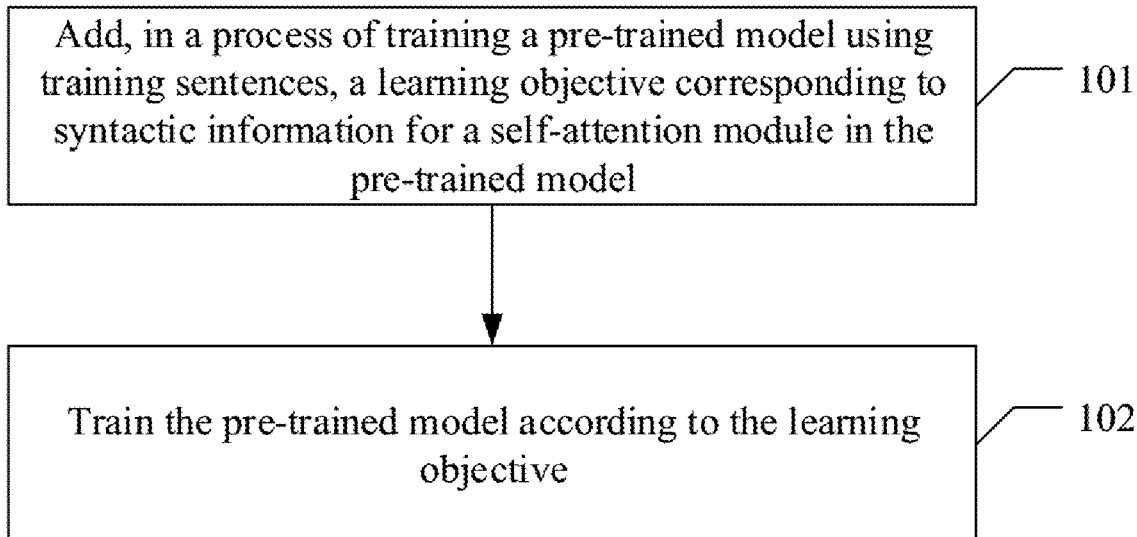 Add, in a process of training a pre-trained model using
training sentences, a learning objective corresponding to
syntactic information for a self-attention module in the
pre-trained model
101
Train the pre-trained model according to the learning
objective
102